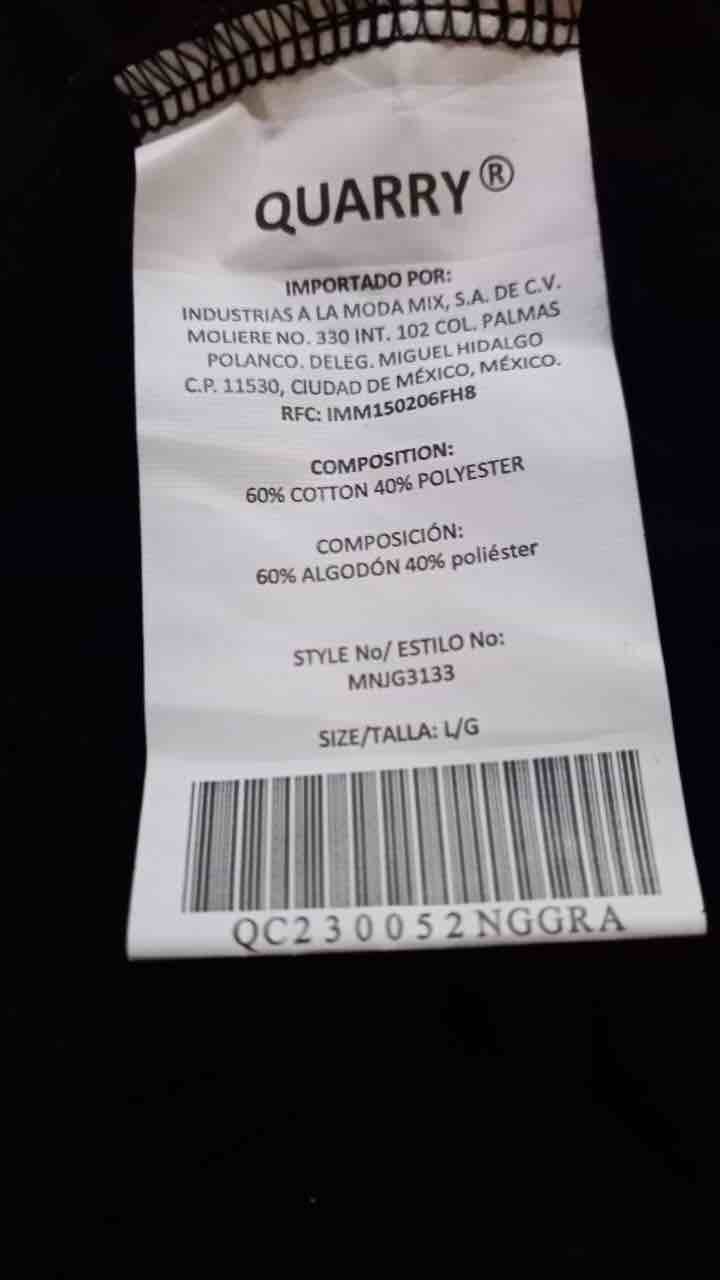 QUARRY®
IMPORTADO POR:
INDUSTRIAS A LA MODA MIX, S.A. DE C.V.
MOLIERE NO. 330 INT. 102 COL. PALMAS
POLANCO. DELEG. MIGUEL HIDALGO
C.P. 11530, CIUDAD DE MÉXICO, MÉXICO.
RFC: IMM150206FH8
COMPOSITION:
60% COTTON 40% POLYESTER
COMPOSICIÓN:
60% ALGODÓN 40% poliéster
STYLE No/ ESTILO No:
MNJG3133
SIZE/TALLA: L/G
QC230052NGGRA